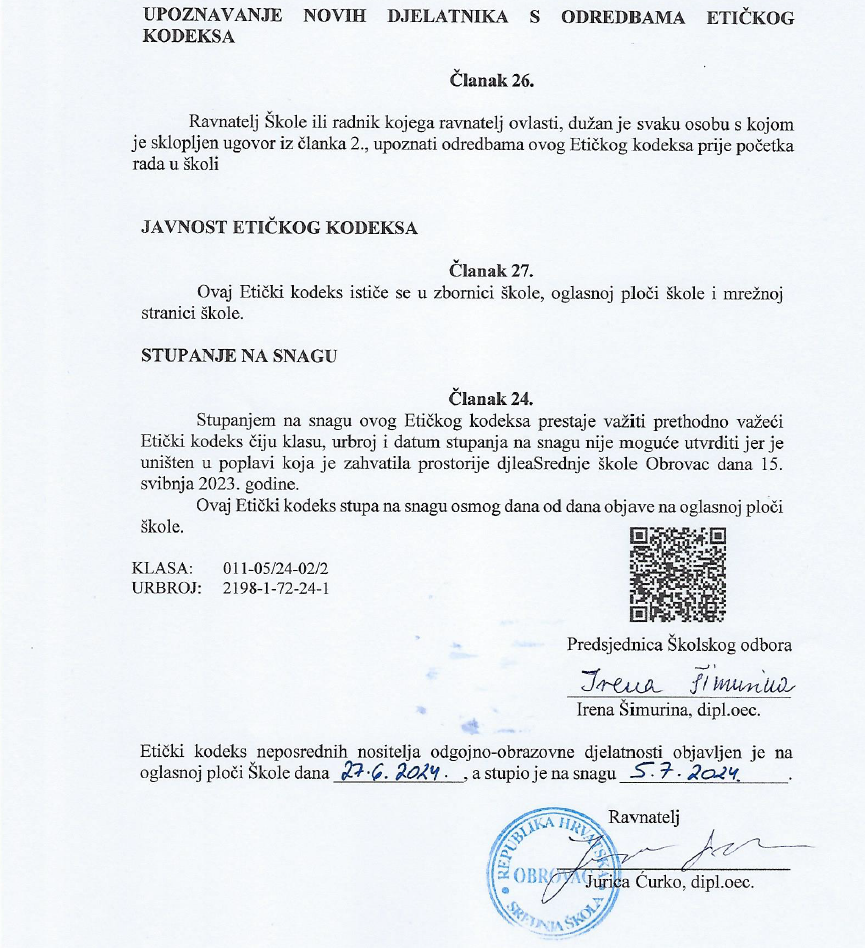 UPOZNAVANJE NOVIH DJELATNIKA S ODREDBAMA ETIČKOG
KODEKSA
Članak 26.
Ravnatelj Škole ili radnik kojega ravnatelj ovlasti, dužan je svaku osobu s kojom
je sklopljen ugovor iz članka 2., upoznati odredbama ovog Etičkog kodeksa prije početka
rada u školi
JAVNOST ETIČKOG KODEKSA
Članak 27.
Ovaj Etički kodeks ističe se u zbornici škole, oglasnoj ploči škole i mrežnoj
stranici škole.
STUPANJE NA SNAGU
Članak 24.
Stupanjem na snagu ovog Etičkog kodeksa prestaje važiti prethodno važeći
Etički kodeks čiju klasu, urbroj i datum stupanja na snagu nije moguće utvrditi jer je
uništen u poplavi koja je zahvatila prostorije djleaSrednje škole Obrovac dana 15.
svibnja 2023. godine.
Ovaj Etički kodeks stupa na snagu osmog dana od dana objave na oglasnoj ploči
škole.
KLASA: 011-05/24-02/2
URBROJ: 2198-1-72-24-1
Predsjednica Školskog odbora
Irena Šimurina
Irena Šimurina, dipl.oec.
Etički kodeks neposrednih nositelja odgojno-obrazovne djelatnosti objavljen je na
oglasnoj ploči Škole dana 27.6.2024., a stupio je na snagu 5.7.2024.
Ravnatelj
REPUBLIKA HRVATSKA
OBROVAC
SREDNJA ŠKOLA
Jurica Ćurko, dipl.oec.